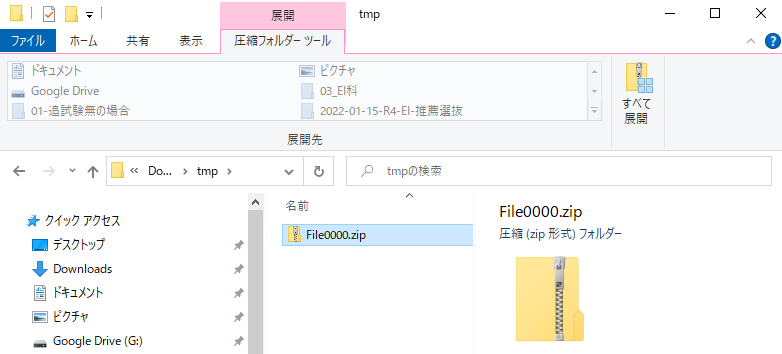 展開
tmp
ファイル
ホーム
共有
表示
圧縮フォルダー ツール
ドキュメント
ピクチャ
Google Drive
03_EI科
01-追試験無の場合
2022-01-15-R4-EI-推薦選抜
すべて
展開
展開先
Do...
tmp
tmpの検索
クイック アクセス
デスクトップ
Downloads
ドキュメント
ピクチャ
Google Drive (G:)
名前
File0000.zip
File0000.zip
圧縮 (zip 形式) フォルダー